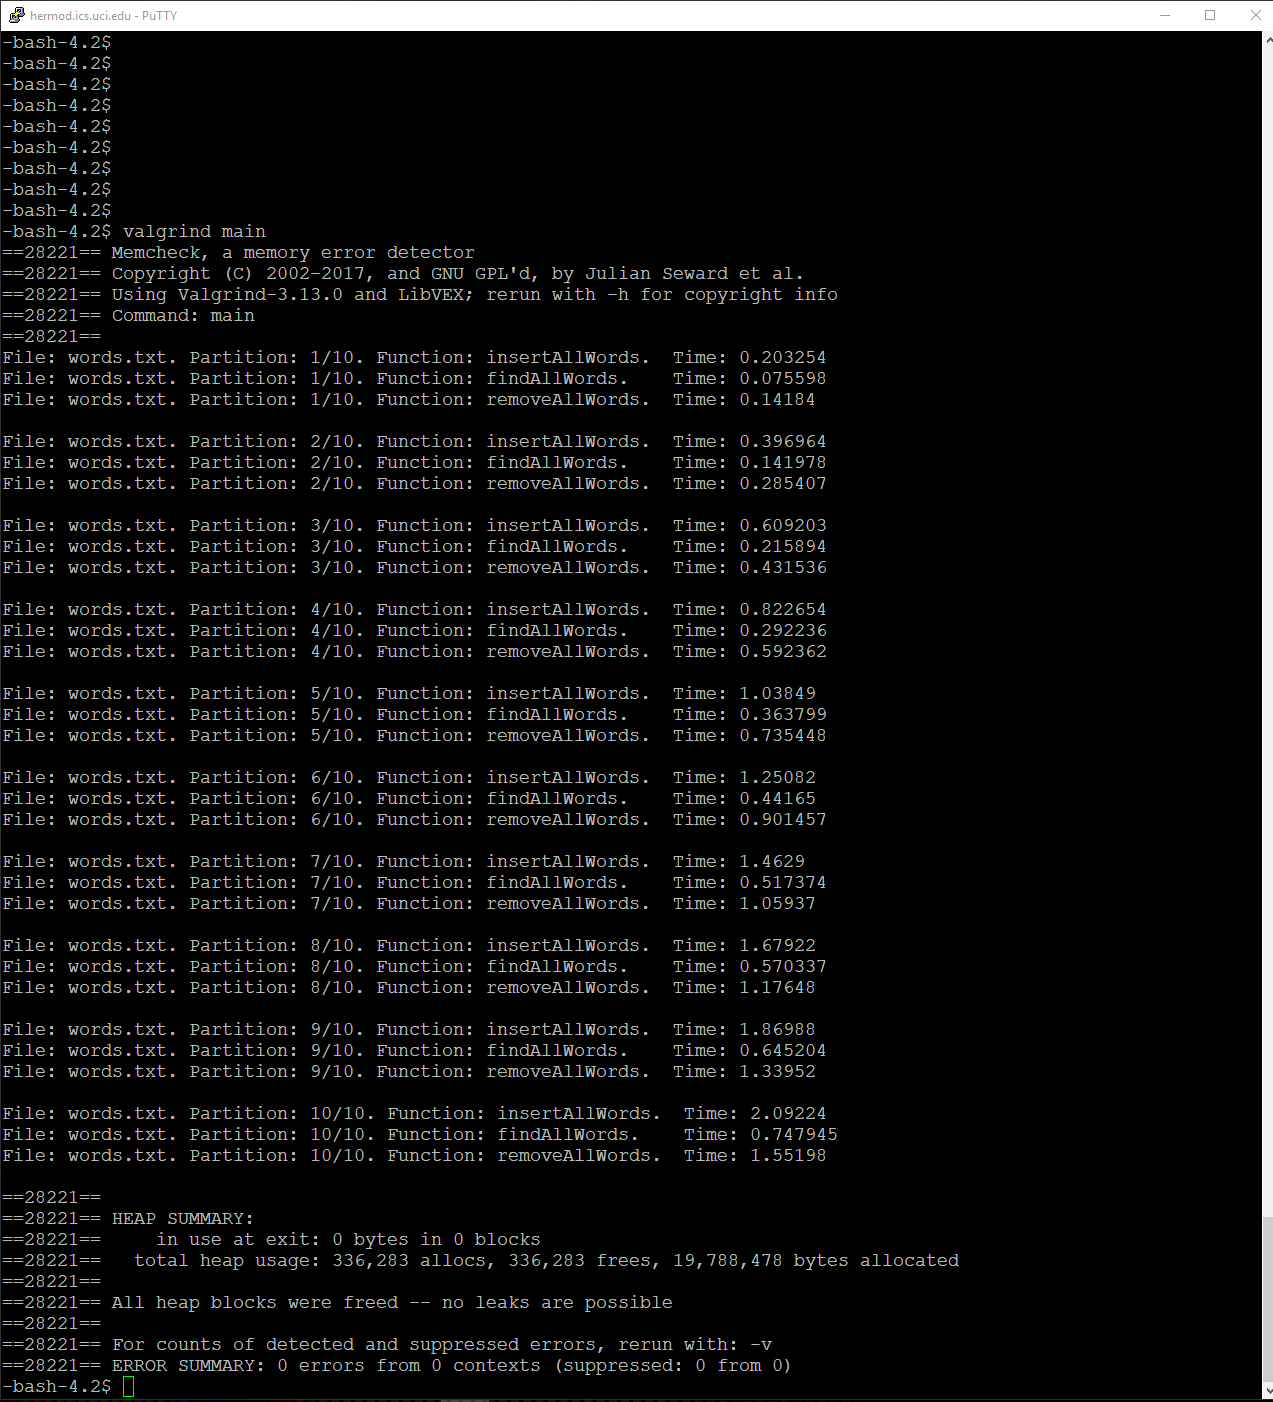 hermod.ics.uci.edu - PuTTY
-bash-4.2$
-bash-4.2$
-bash-4.2$
-bash-4.2$
-bash-4.2$
-bash-4.2$
-bash-4.2$
-bash-4.2$
-bash-4.2$
-bash-4.2$ valgrind main
==28221== Memcheck, a memory error detector
==28221== Copyright (C) 2002-2017, and GNU GPL'd, by Julian Seward et al.
==28221== Using Valgrind-3.13.0 and LibVEX; rerun with -h for copyright info
==28221== Command: main
==28221==
File: words.txt. Partition: 1/10. Function: insertAllWords.  Time: 0.203254
File: words.txt. Partition: 1/10. Function: findAllWords.    Time: 0.075598
File: words.txt. Partition: 1/10. Function: removeAllWords.  Time: 0.14184

File: words.txt. Partition: 2/10. Function: insertAllWords.  Time: 0.396964
File: words.txt. Partition: 2/10. Function: findAllWords.    Time: 0.141978
File: words.txt. Partition: 2/10. Function: removeAllWords.  Time: 0.285407

File: words.txt. Partition: 3/10. Function: insertAllWords.  Time: 0.609203
File: words.txt. Partition: 3/10. Function: findAllWords.    Time: 0.215894
File: words.txt. Partition: 3/10. Function: removeAllWords.  Time: 0.431536

File: words.txt. Partition: 4/10. Function: insertAllWords.  Time: 0.822654
File: words.txt. Partition: 4/10. Function: findAllWords.    Time: 0.292236
File: words.txt. Partition: 4/10. Function: removeAllWords.  Time: 0.592362

File: words.txt. Partition: 5/10. Function: insertAllWords.  Time: 1.03849
File: words.txt. Partition: 5/10. Function: findAllWords.    Time: 0.363799
File: words.txt. Partition: 5/10. Function: removeAllWords.  Time: 0.735448

File: words.txt. Partition: 6/10. Function: insertAllWords.  Time: 1.25082
File: words.txt. Partition: 6/10. Function: findAllWords.    Time: 0.44165
File: words.txt. Partition: 6/10. Function: removeAllWords.  Time: 0.901457

File: words.txt. Partition: 7/10. Function: insertAllWords.  Time: 1.4629
File: words.txt. Partition: 7/10. Function: findAllWords.    Time: 0.517374
File: words.txt. Partition: 7/10. Function: removeAllWords.  Time: 1.05937

File: words.txt. Partition: 8/10. Function: insertAllWords.  Time: 1.67922
File: words.txt. Partition: 8/10. Function: findAllWords.    Time: 0.570337
File: words.txt. Partition: 8/10. Function: removeAllWords.  Time: 1.17648

File: words.txt. Partition: 9/10. Function: insertAllWords.  Time: 1.86988
File: words.txt. Partition: 9/10. Function: findAllWords.    Time: 0.645204
File: words.txt. Partition: 9/10. Function: removeAllWords.  Time: 1.33952

File: words.txt. Partition: 10/10. Function: insertAllWords.  Time: 2.09224
File: words.txt. Partition: 10/10. Function: findAllWords.    Time: 0.747945
File: words.txt. Partition: 10/10. Function: removeAllWords.  Time: 1.55198

==28221==
==28221== HEAP SUMMARY:
==28221==     in use at exit: 0 bytes in 0 blocks
==28221==   total heap usage: 336,283 allocs, 336,283 frees, 19,788,478 bytes allocated
==28221==
==28221== All heap blocks were freed -- no leaks are possible
==28221==
==28221== For counts of detected and suppressed errors, rerun with: -v
==28221== ERROR SUMMARY: 0 errors from 0 contexts (suppressed: 0 from 0)
-bash-4.2$